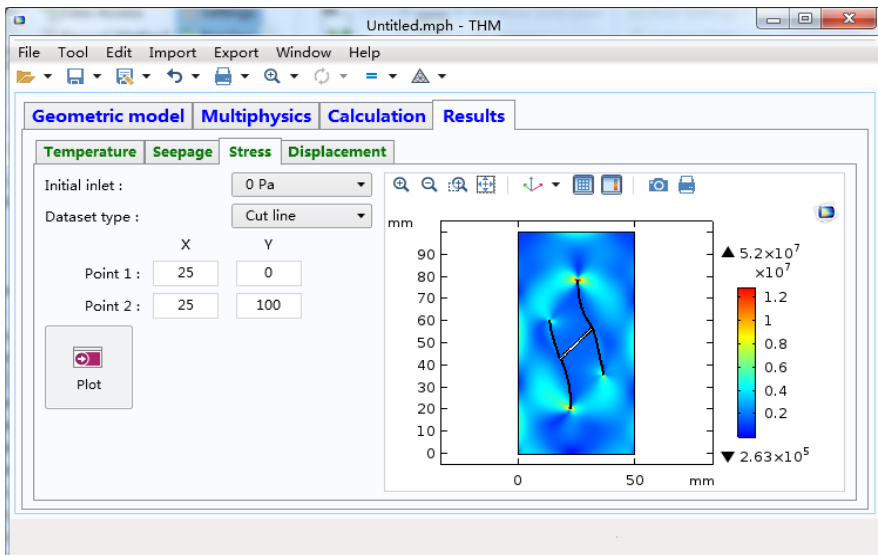 Untitled.mph - THM
File Tool Edit Import Export Window Help
Geometric model Multiphysics Calculation Results
Temperature Seepage Stress Displacement
Initial inlet : 0 Pa
Dataset type : Cut line
X Y
Point 1 : 25 0
Point 2 : 25 100
Plot
mm
90
80
70
60
50
40
30
20
10
0
0 50 mm
▲ 5.2×10⁷
×10⁷
1.2
1
0.8
0.6
0.4
0.2
▼ 2.63×10⁵